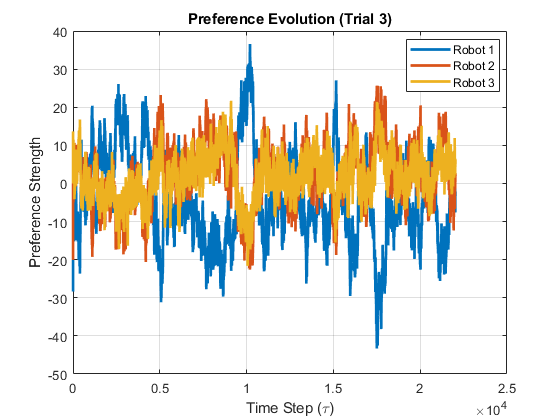 Preference Evolution (Trial 3)
Preference Strength
40
30
20
10
0
-10
-20
-30
-40
-50
Robot 1
Robot 2
Robot 3
0
0.5
1
1.5
2
2.5
Time Step (τ)
×10⁴